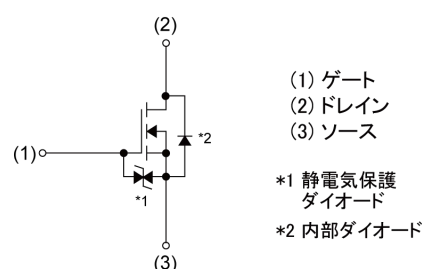 (2)
(1)
*2
*1
(3)
(1) ゲート
(2) ドレイン
(3) ソース
*1 静電気保護
ダイオード
*2 内部ダイオード